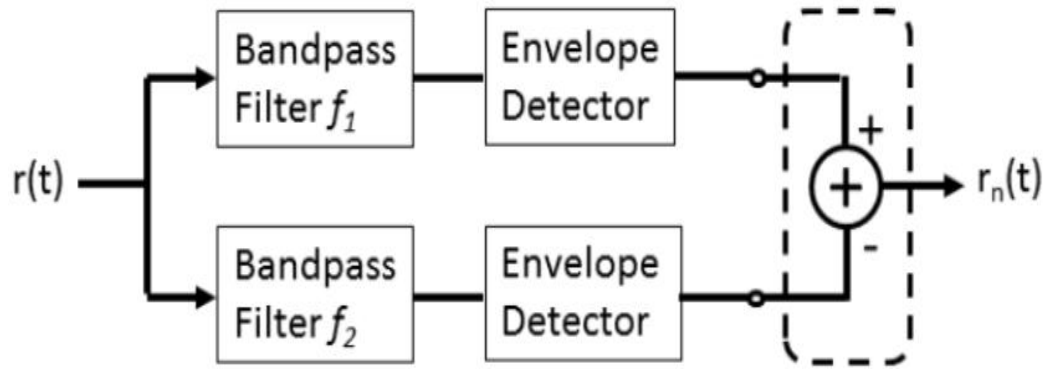 Bandpass
Filter f1
Envelope
Detector
+
r(t)
+
rn(t)
-
Bandpass
Filter f2
Envelope
Detector